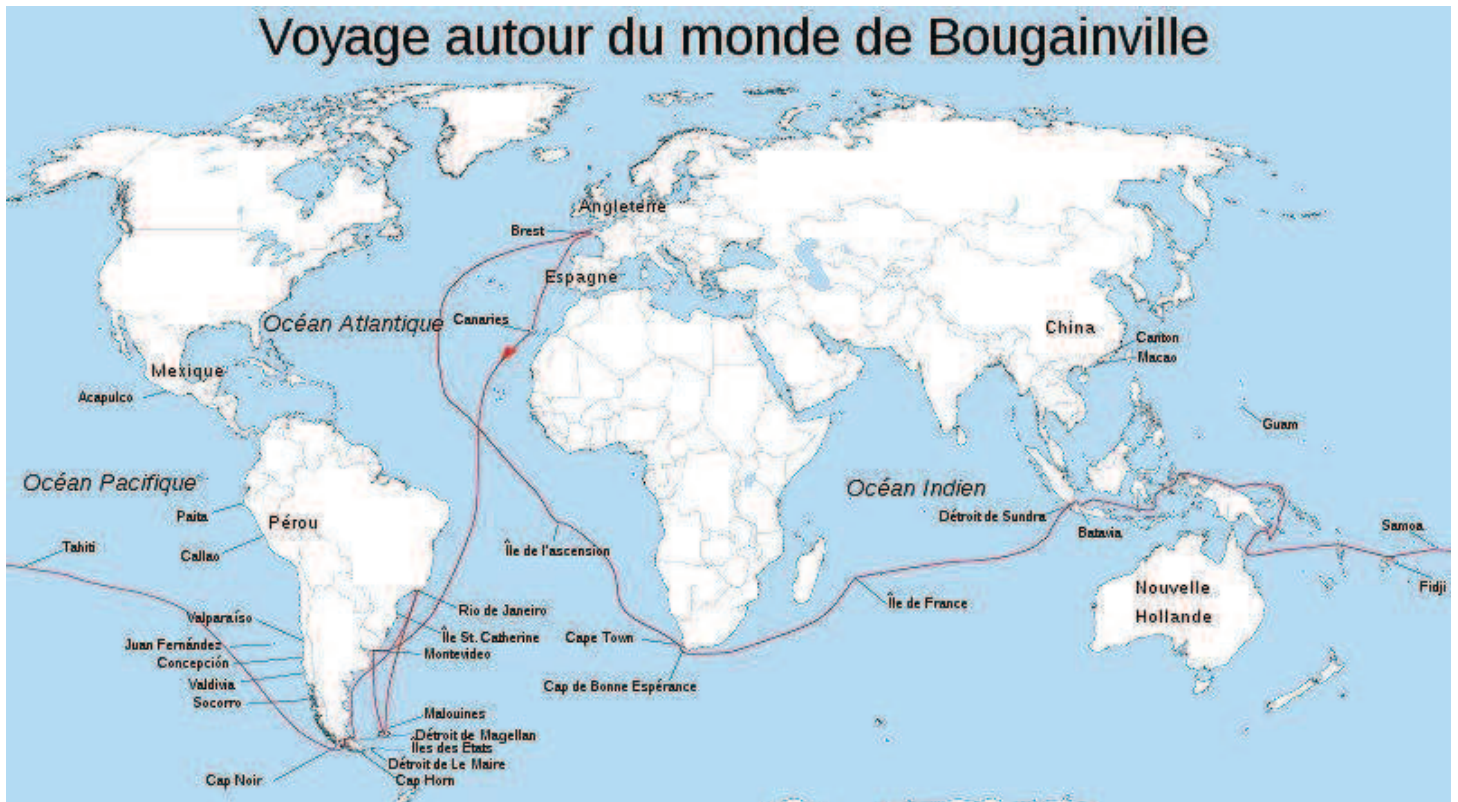 Voyage autour du monde de Bougainville
Angleterre
Brest
Espagne
Océan Atlantique
Canaries
China
Canton
Macao
Mexique
Acapulco
Guam
Océan Pacifique
Océan Indien
Paita
Pérou
Détroit de Sundra
Samoa
Batavia
Tahiti
Callao
Île de l'ascension
Fidji
Nouvelle
Hollande
Île de France
Rio de Janeiro
Valparaíso
Île St. Catherine
Cape Town
Juan Fernández
Montevideo
Concepción
Valdivia
Cap de Bonne Espérance
Socorro
Malouines
Détroit de Magellan
Îles des États
Détroit de Le Maire
Cap Noir
Cap Horn